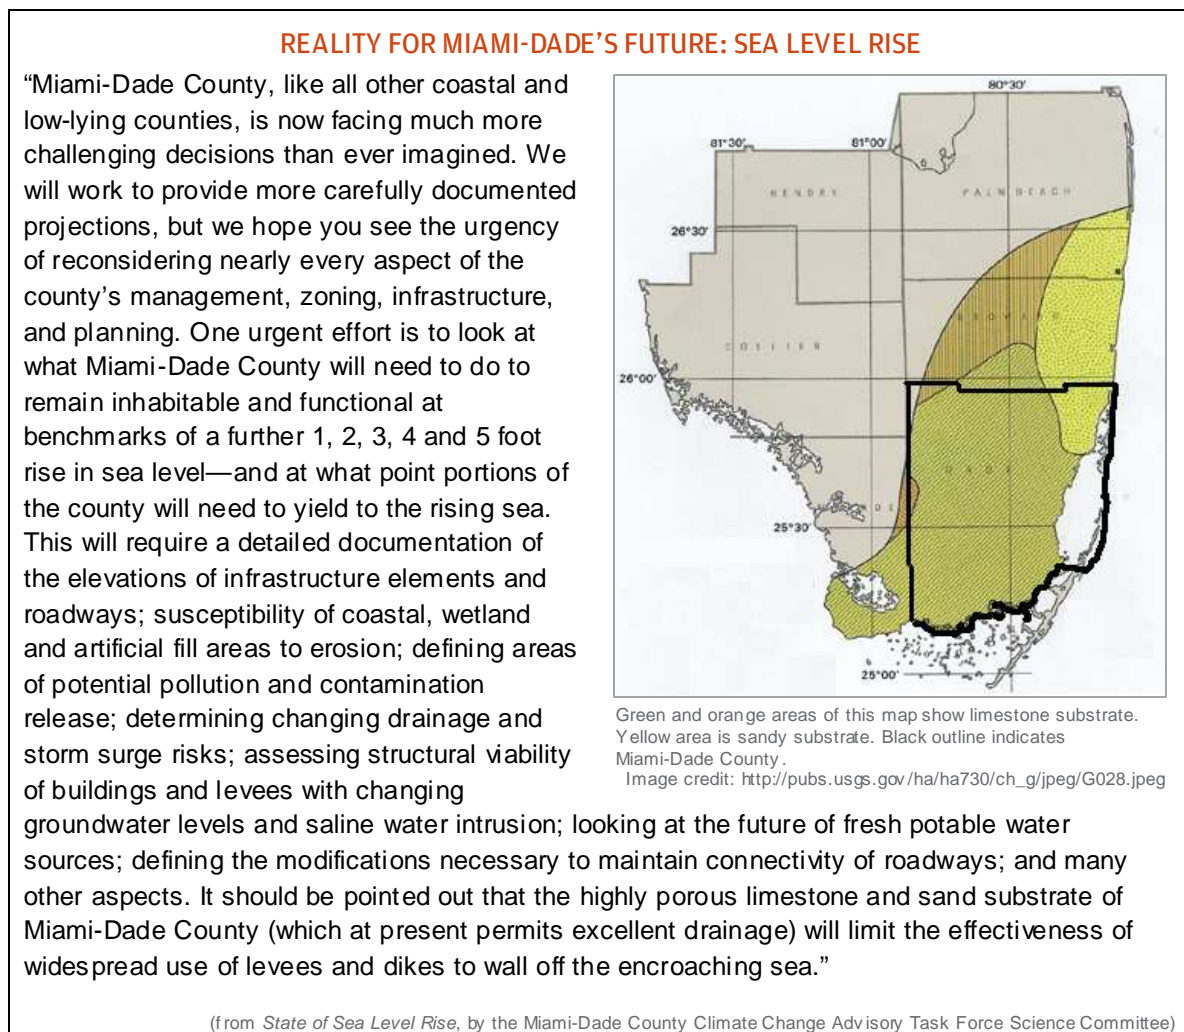 REALITY FOR MIAMI-DADE'S FUTURE: SEA LEVEL RISE
“Miami-Dade County, like all other coastal and
low-lying counties, is now facing much more
challenging decisions than ever imagined. We
will work to provide more carefully documented
projections, but we hope you see the urgency
of reconsidering nearly every aspect of the
county’s management, zoning, infrastructure,
and planning. One urgent effort is to look at
what Miami-Dade County will need to do to
remain inhabitable and functional at
benchmarks of a further 1, 2, 3, 4 and 5 foot
rise in sea level—and at what point portions of
the county will need to yield to the rising sea.
This will require a detailed documentation of
the elevations of infrastructure elements and
roadways; susceptibility of coastal, wetland
and artificial fill areas to erosion; defining areas
of potential pollution and contamination
release; determining changing drainage and
storm surge risks; assessing structural viability
of buildings and levees with changing
groundwater levels and saline water intrusion; looking at the future of fresh potable water
sources; defining the modifications necessary to maintain connectivity of roadways; and many
other aspects. It should be pointed out that the highly porous limestone and sand substrate of
Miami-Dade County (which at present permits excellent drainage) will limit the effectiveness of
widespread use of levees and dikes to wall off the encroaching sea.”
80°30'
81°30'
81°00'
HENDRY
PALM BEACH
26°30'
BROWARD
COLLIER
26°00'
DADE
25°30'
25°00'
Green and orange areas of this map show limestone substrate.
Yellow area is sandy substrate. Black outline indicates
Miami-Dade County.
Image credit: http://pubs.usgs.gov/ha/ha730/ch_g/jpeg/G028.jpeg
(from State of Sea Level Rise, by the Miami-Dade County Climate Change Advisory Task Force Science Committee)